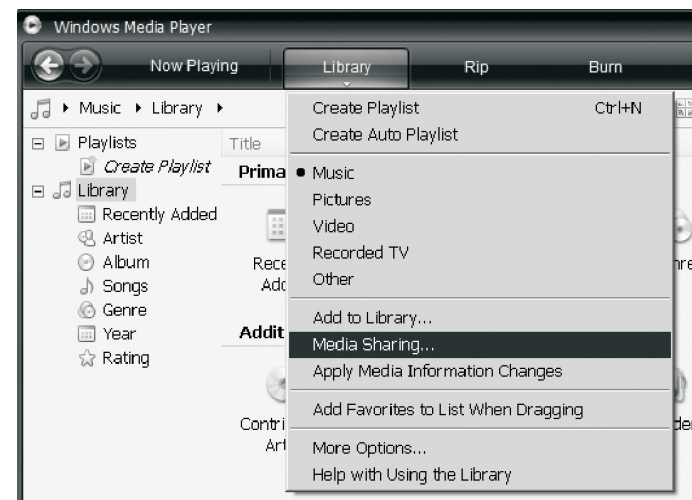 Windows Media Player
Now Playing Library Rip Burn
Music Library
Playlists
Create Playlist
Library
Recently Added
Artist
Album
Songs
Genre
Year
Rating
Title
Create Playlist Ctrl+N
Create Auto Playlist
Music
Pictures
Video
Recorded TV
Other
Add to Library...
Media Sharing...
Apply Media Information Changes
Add Favorites to List When Dragging
More Options...
Help with Using the Library